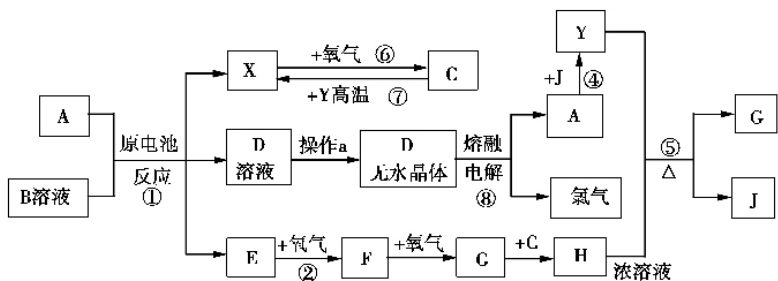 Y
+氧气 ⑥
X
C
+Y高温 ⑦
+J
④
A
原电池
反应
①
D
溶液
操作a
D
无水晶体
熔融
电解
⑧
A
⑤
△
G
B溶液
氯气
J
E
+氧气
②
F
+氧气
G
+C
H
浓溶液